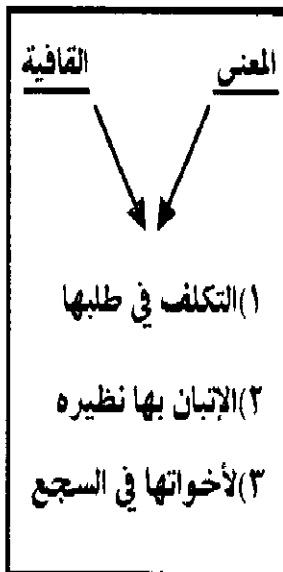 المعنى القافية
١)التكلف في طلبها
٢)الإتيان بها نظيره
٣)لأخواتها في السجع